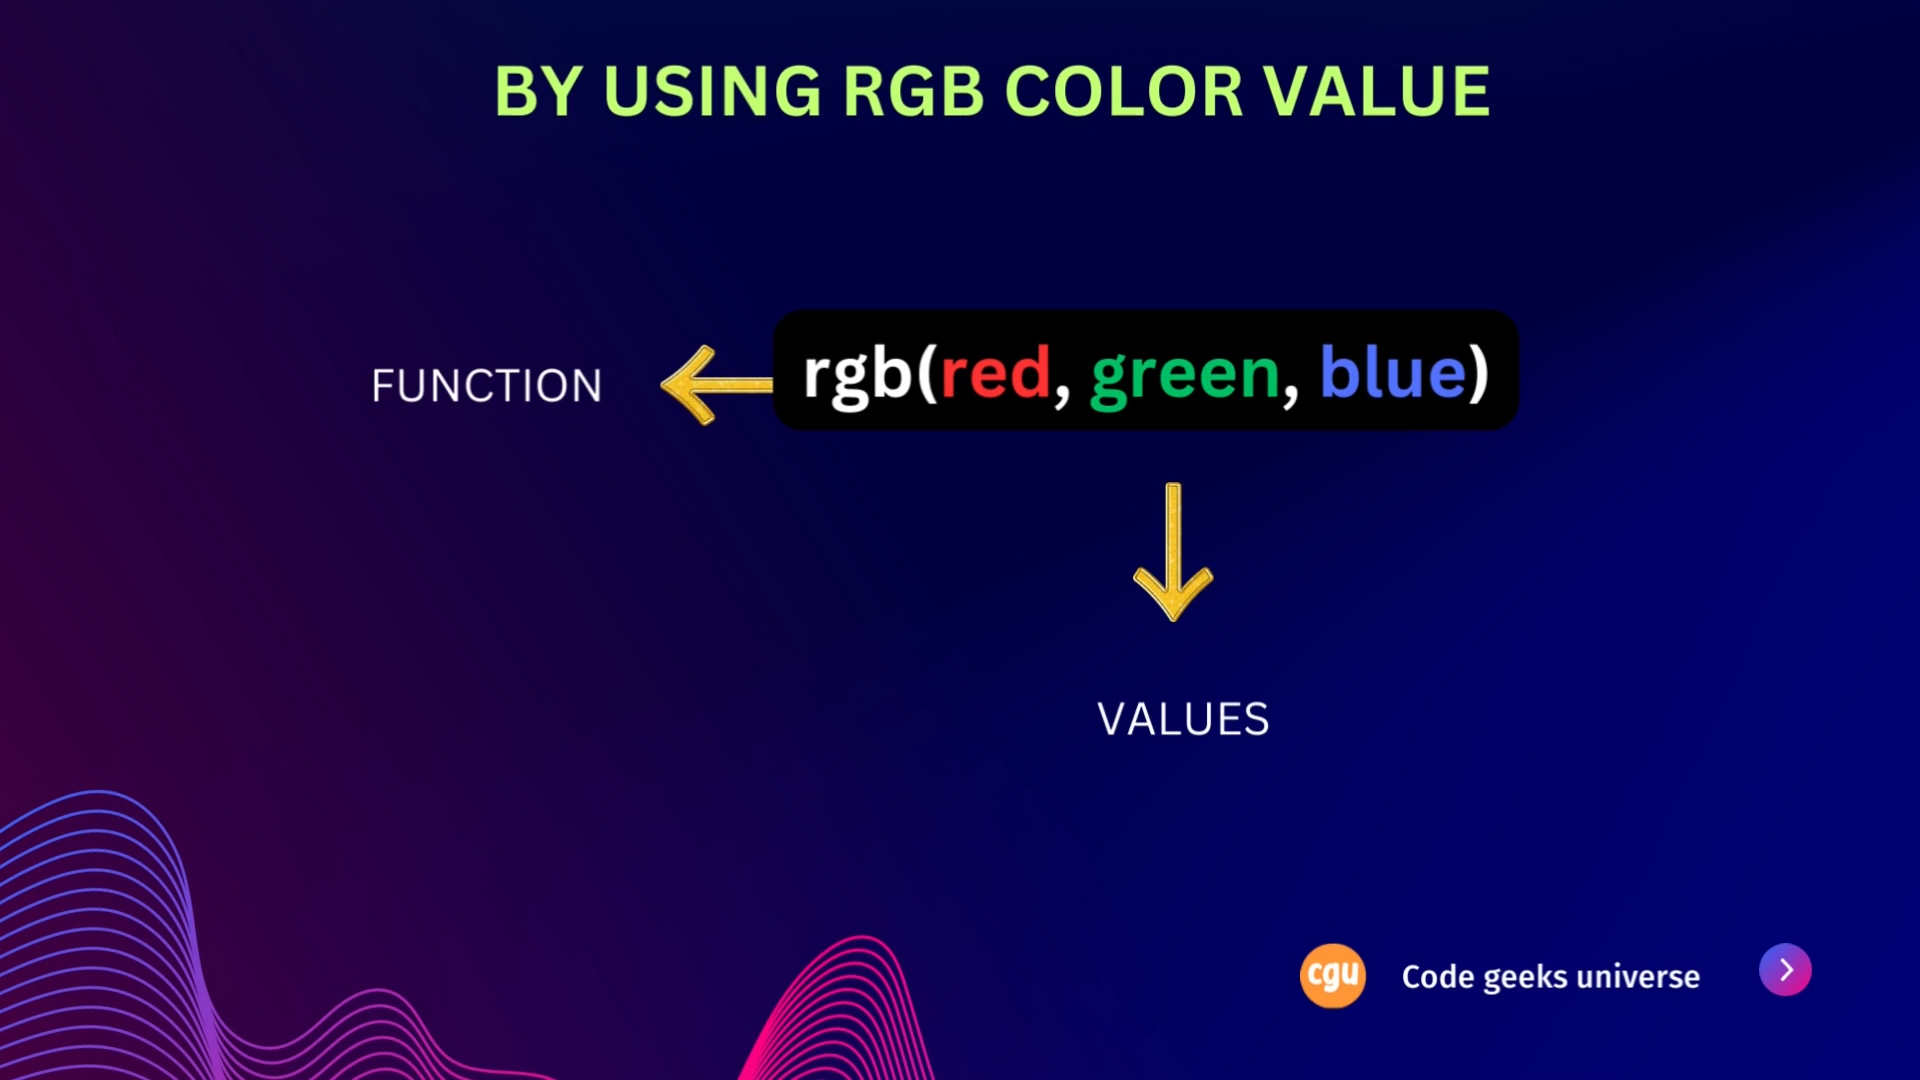 BY USING RGB COLOR VALUE
FUNCTION
rgb(red, green, blue)
VALUES
cgu
Code geeks universe